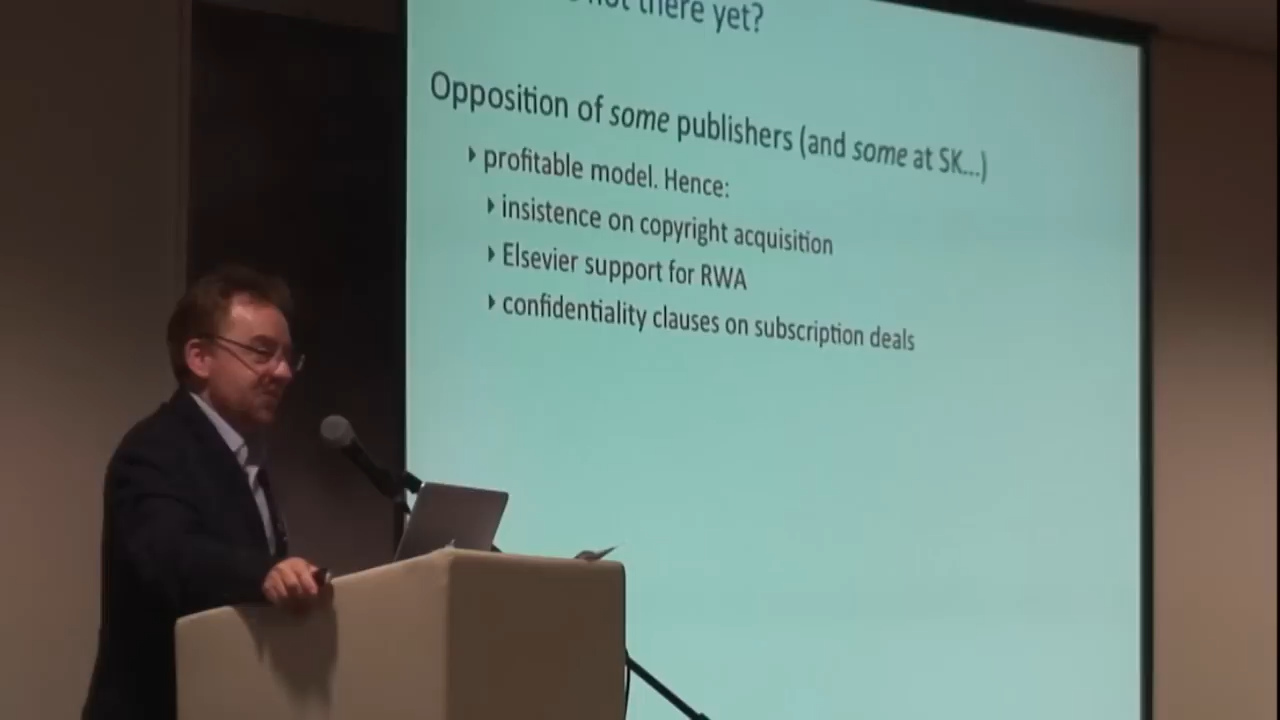 not there yet?
Opposition of some publishers (and some at SK...)
profitable model. Hence:
insistence on copyright acquisition
Elsevier support for RWA
confidentiality clauses on subscription deals